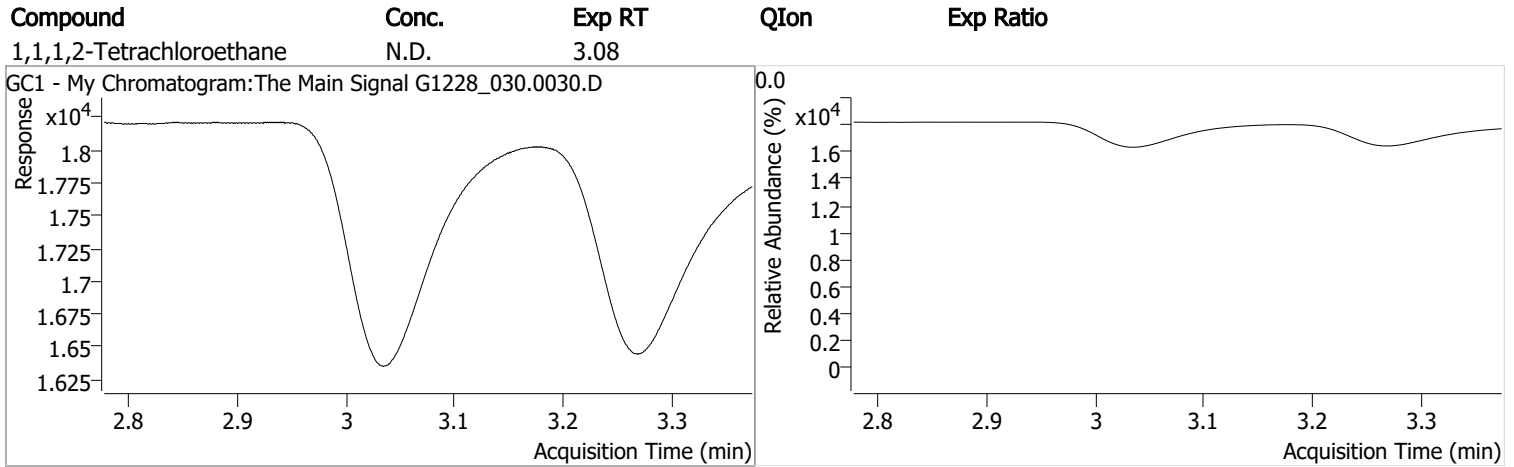 Compound Conc. Exp RT QIon Exp Ratio
1,1,1,2-Tetrachloroethane N.D. 3.08
GC1 - My Chromatogram:The Main Signal G1228_030.0030.D
Response
x10⁴
1.8
1.775
1.75
1.725
1.7
1.675
1.65
1.625
2.8 2.9 3 3.1 3.2 3.3
Acquisition Time (min)
0.0
Relative Abundance (%)
x10⁴
1.6
1.4
1.2
1
0.8
0.6
0.4
0.2
0
2.8 2.9 3 3.1 3.2 3.3
Acquisition Time (min)